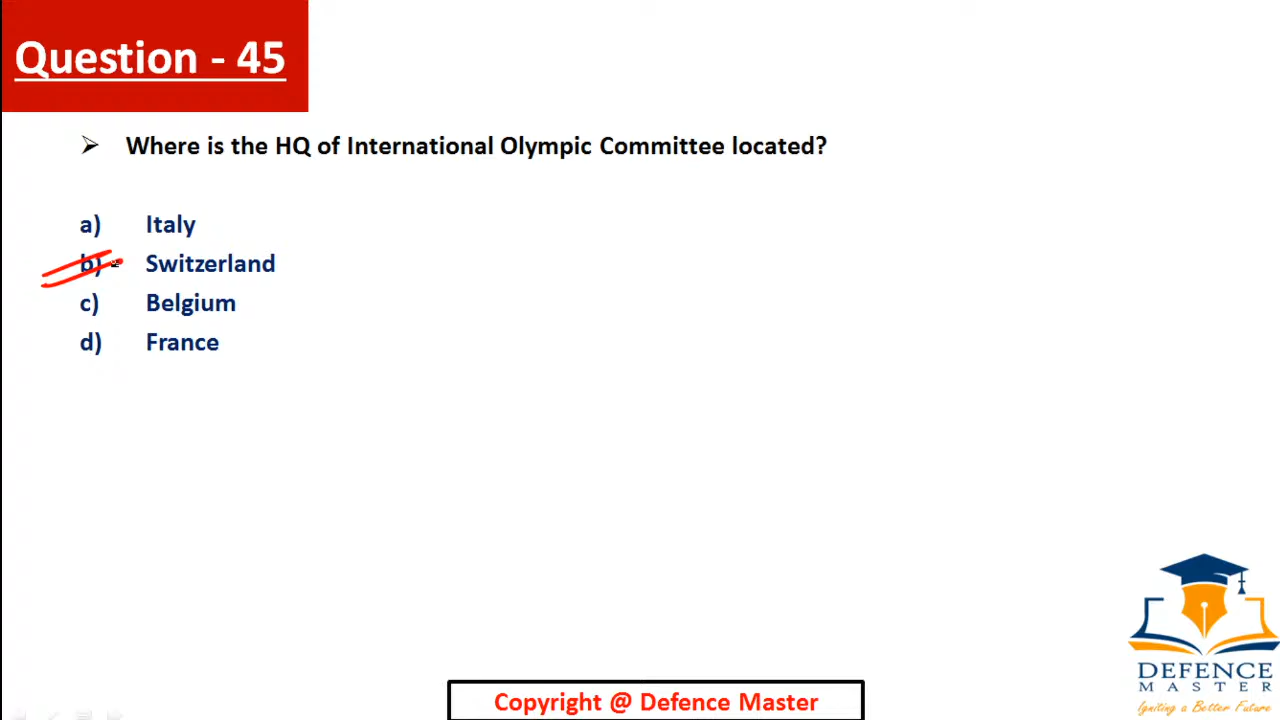 Question - 45
➢ Where is the HQ of International Olympic Committee located?
a) Italy
b) Switzerland
c) Belgium
d) France
DEFENCE
MASTER
Igniting a Better Future
Copyright @ Defence Master